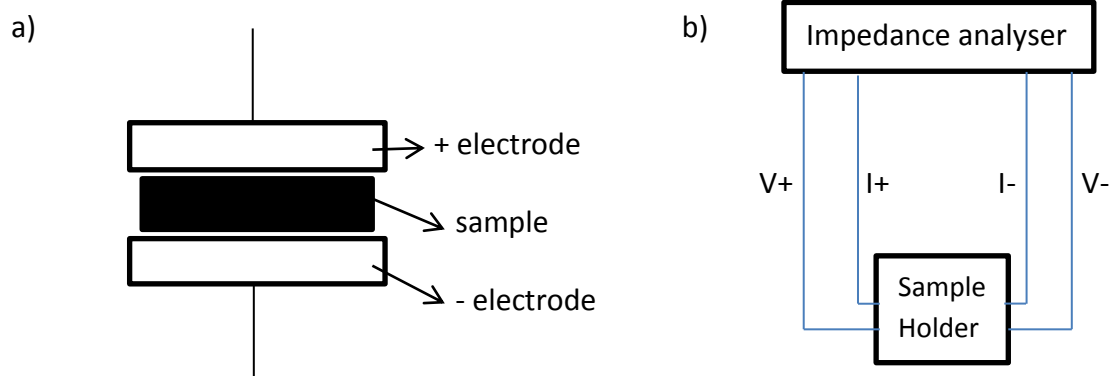 a)
+ electrode
sample
- electrode
b)
Impedance analyser
V+
I+
I-
V-
Sample
Holder